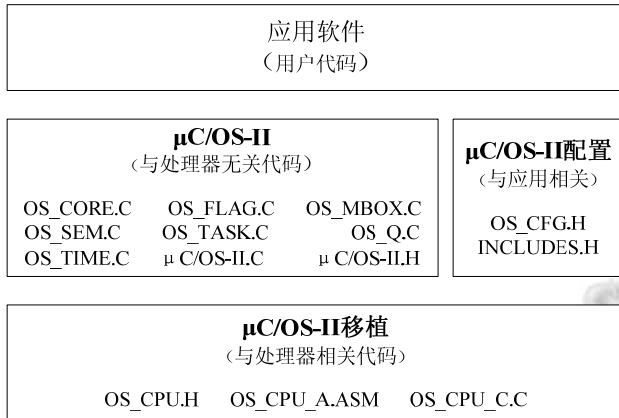 应用软件
（用户代码）
μC/OS-II
（与处理器无关代码）
OS_CORE.C OS_FLAG.C OS_MBOX.C
OS_SEM.C OS_TASK.C OS_Q.C
OS_TIME.C μC/OS-II.C μC/OS-II.H
μC/OS-II配置
（与应用相关）
OS_CFG.H
INCLUDES.H
μC/OS-II移植
（与处理器相关代码）
OS_CPU.H OS_CPU_A.ASM OS_CPU_C.C